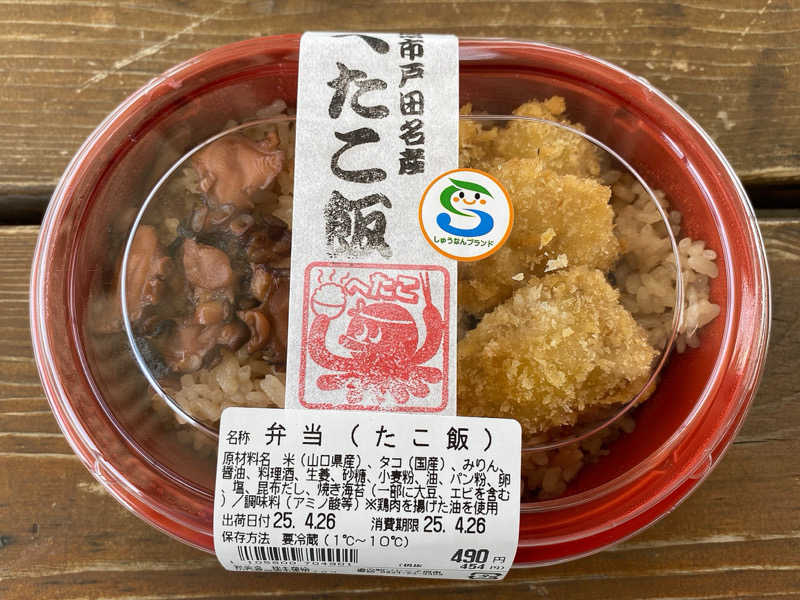 市戸田名産
へたこ飯
しゅうなんブランド
へたこ
名称 弁当(たこ飯)
原材料名 米(山口県産)、タコ(国産)、みりん、
醤油、料理酒、生姜、砂糖、小麦粉、油、パン粉、卵
、塩、昆布だし、焼き海苔(一部に大豆、エビを含む
)/調味料(アミノ酸等)※鶏肉を揚げた油を使用
出荷日付 25. 4.26 消費期限 25. 4.26
保存方法 要冷蔵(1℃~10℃)
490円
454円)